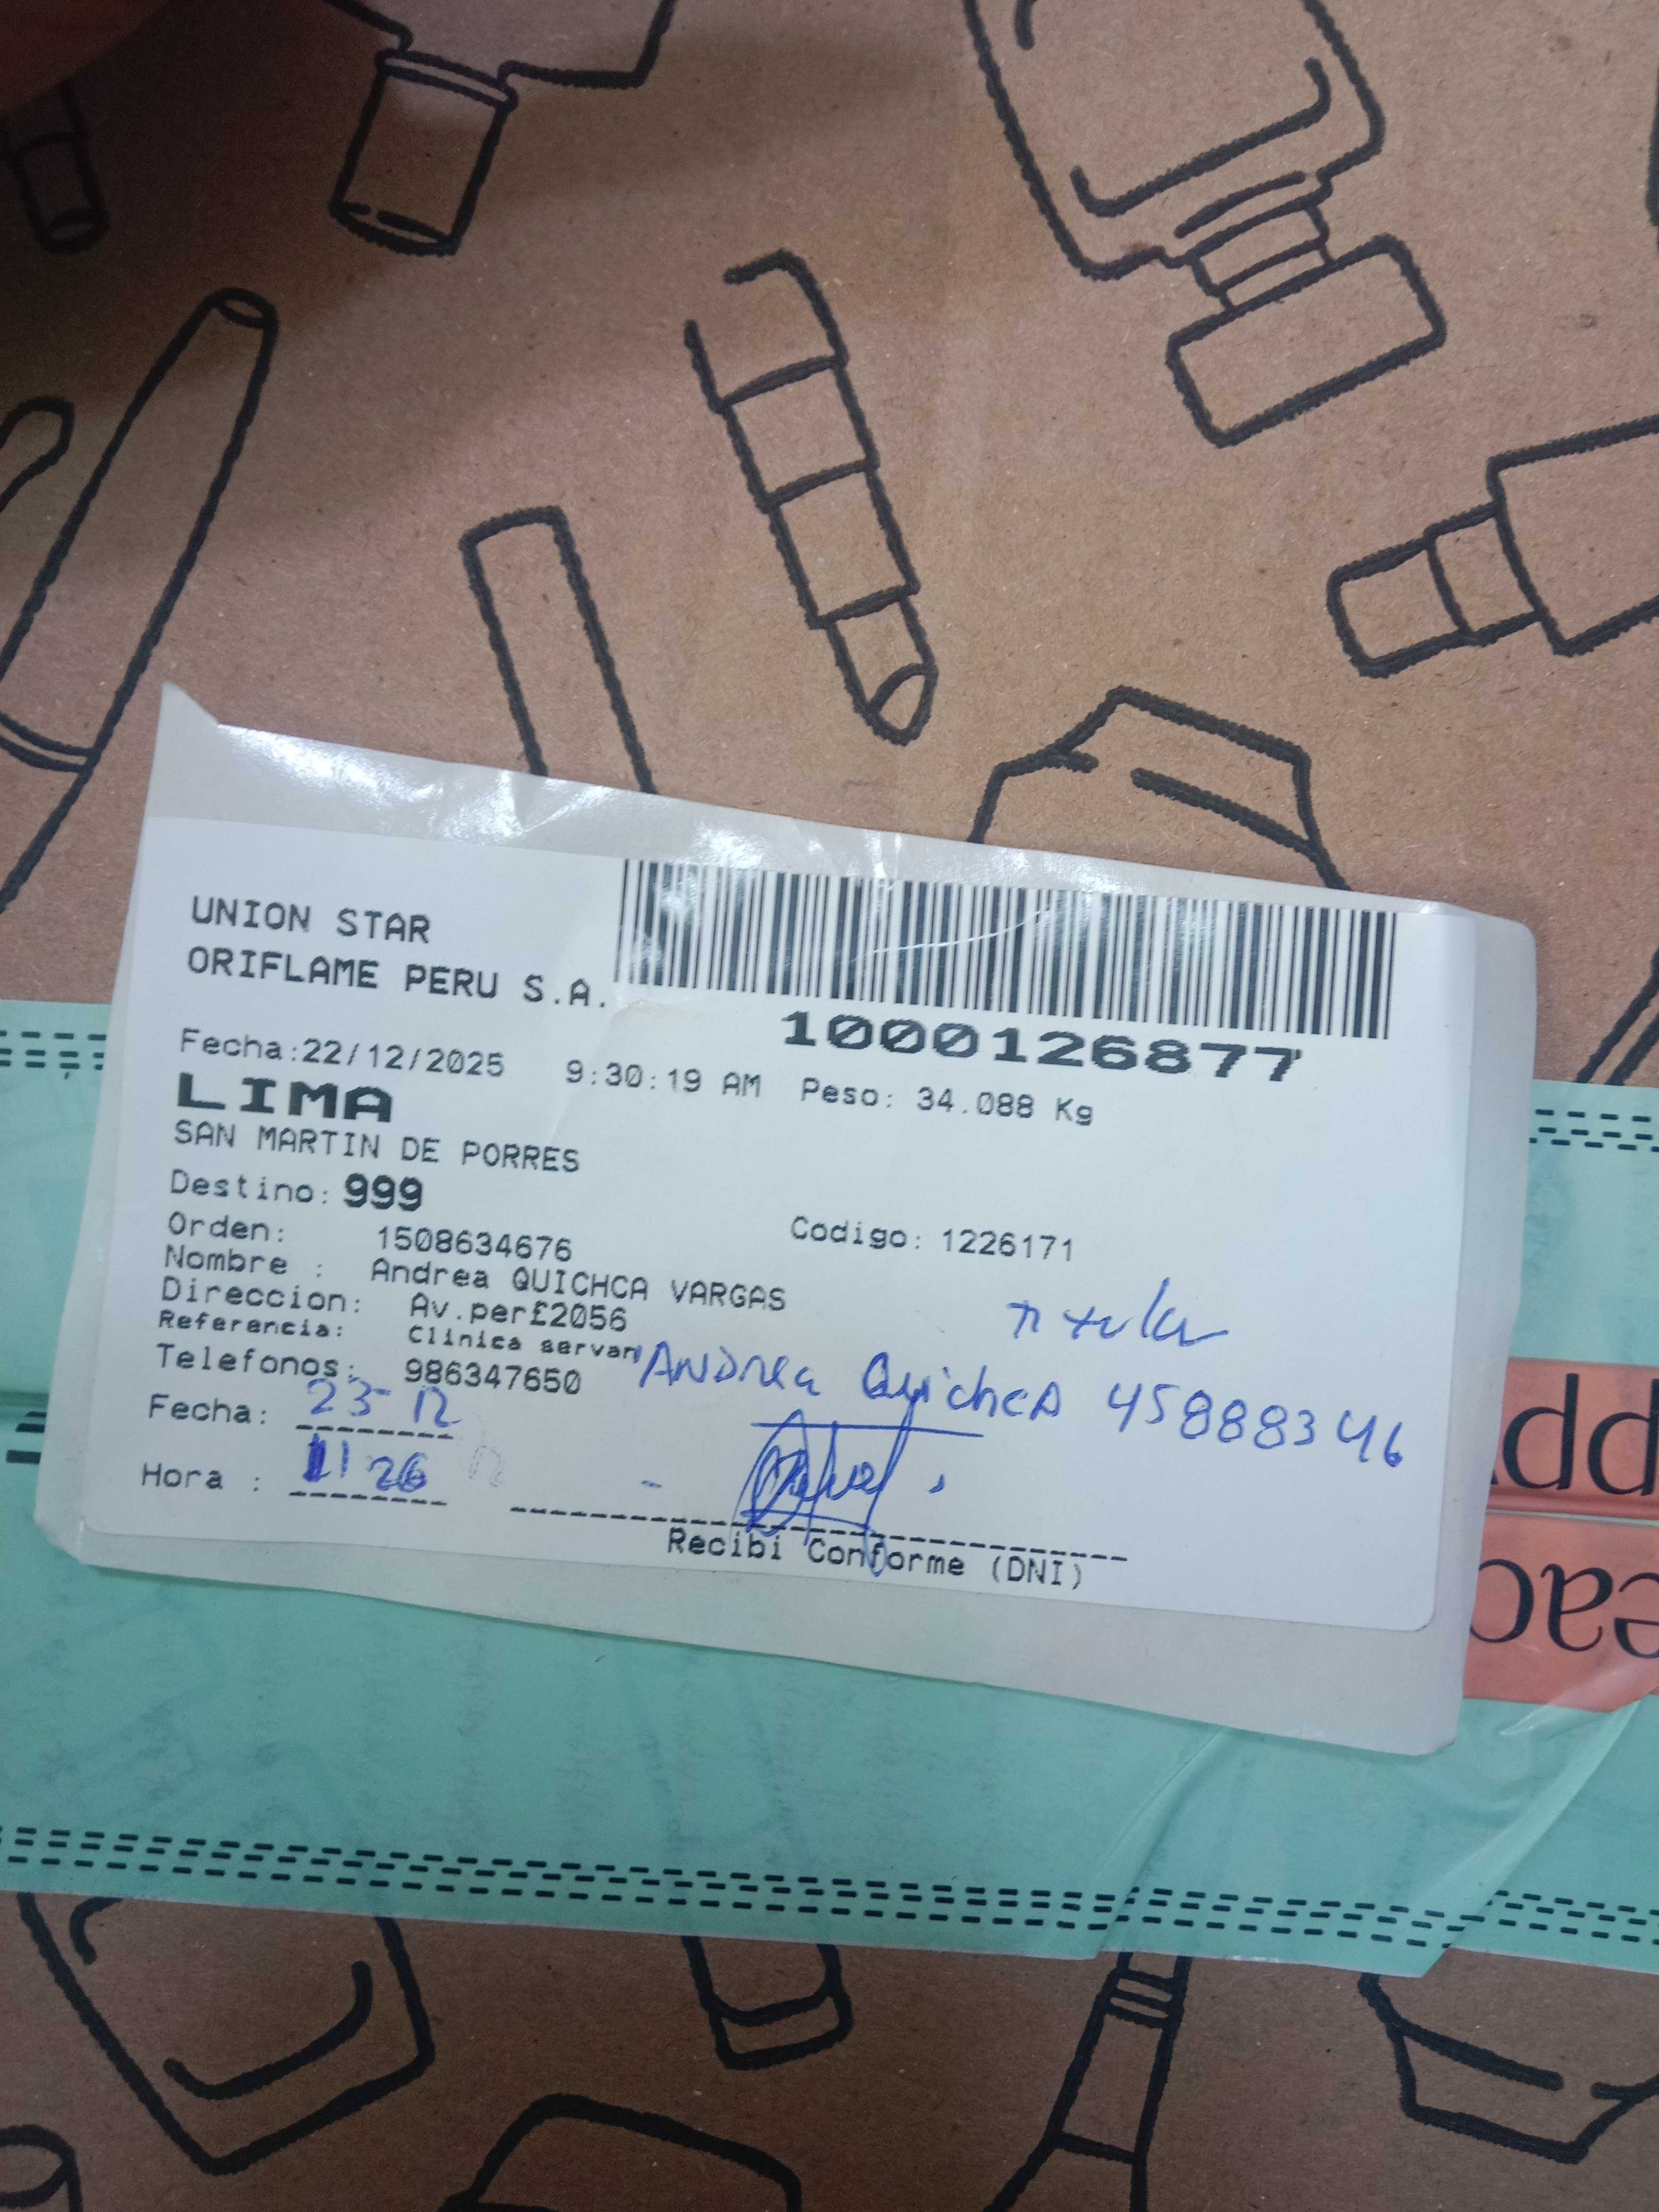 UNION STAR
ORIFLAME PERU S.A.
1000126877
Fecha:22/12/2025 9:30:19 AM Peso: 34.088 Kg
LIMA
SAN MARTIN DE PORRES
Destino: 999
Orden: 1508634676 Codigo: 1226171
Nombre : Andrea QUICHCA VARGAS
Direccion: Av.per£2056
Referencia: Clinica servan
Telefonos: 986347650
Andrea Quichca 45888346
Fecha: 23-12
Hora : 11 26
Recibi Conforme (DNI)